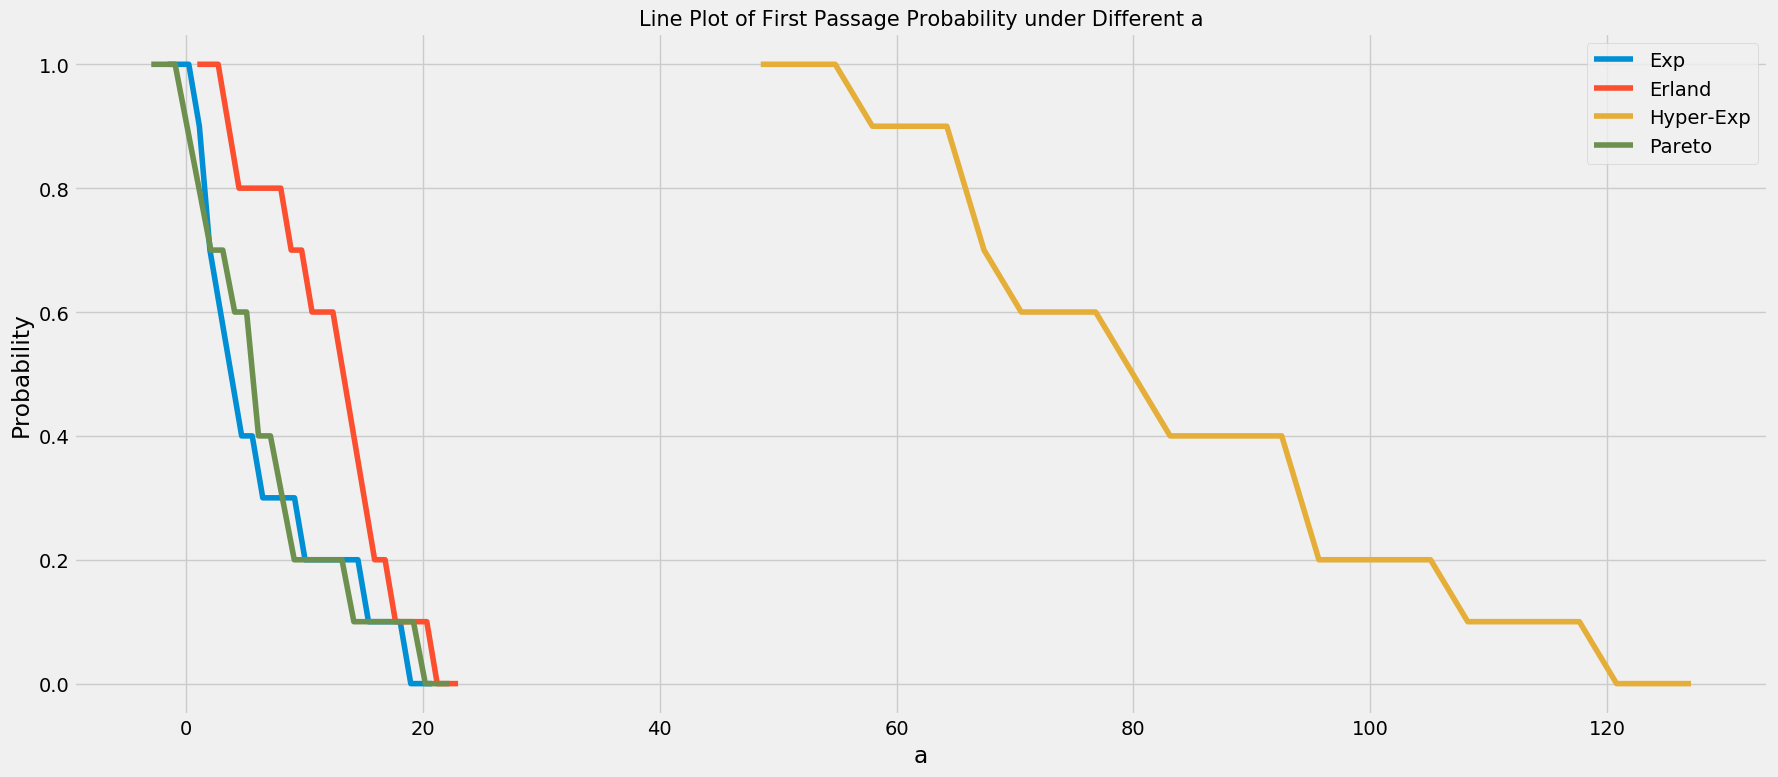 Line Plot of First Passage Probability under Different a
Exp
Erland
Hyper-Exp
Pareto
Probability
1.0
0.8
0.6
0.4
0.2
0.0
0 20 40 60 80 100 120
a